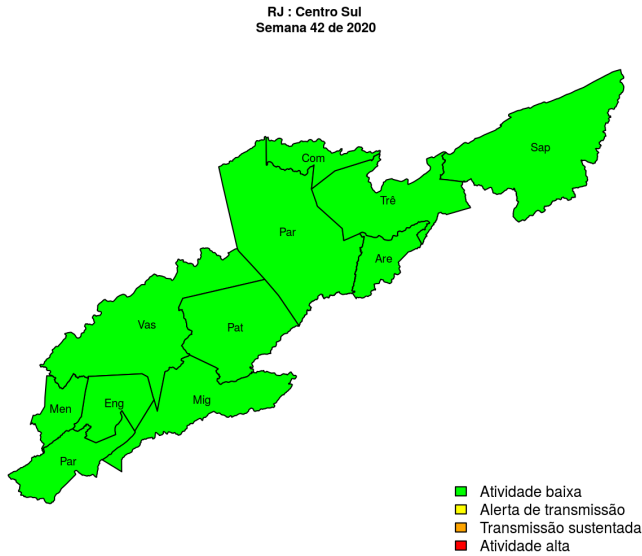 RJ : Centro Sul
Semana 42 de 2020
Sap
Com
Trê
Par
Are
Vas
Pat
Mig
Eng
Men
Par
Atividade baixa
Alerta de transmissão
Transmissão sustentada
Atividade alta